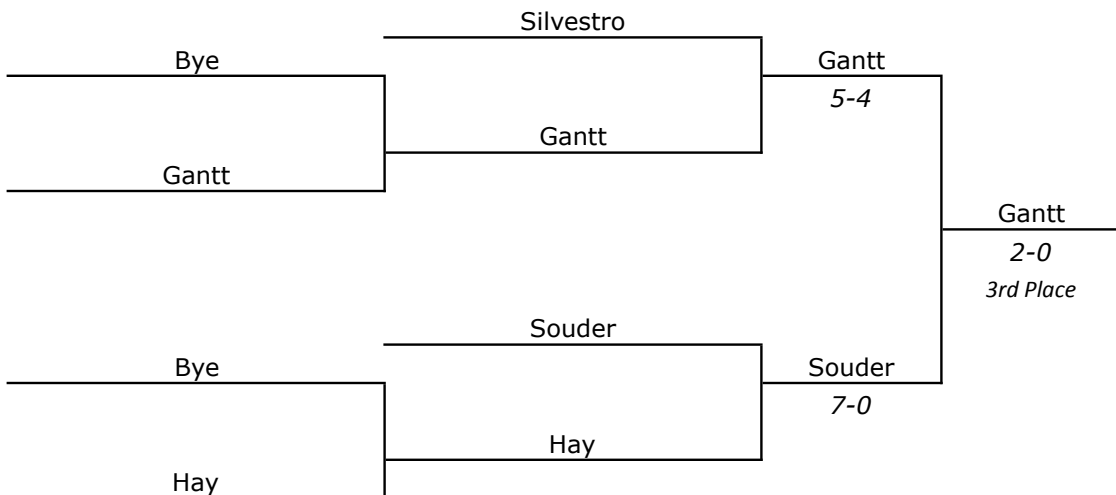 Silvestro
Bye
Gantt
5-4
Gantt
Gantt
Gantt
2-0
3rd Place
Souder
Bye
Souder
7-0
Hay
Hay